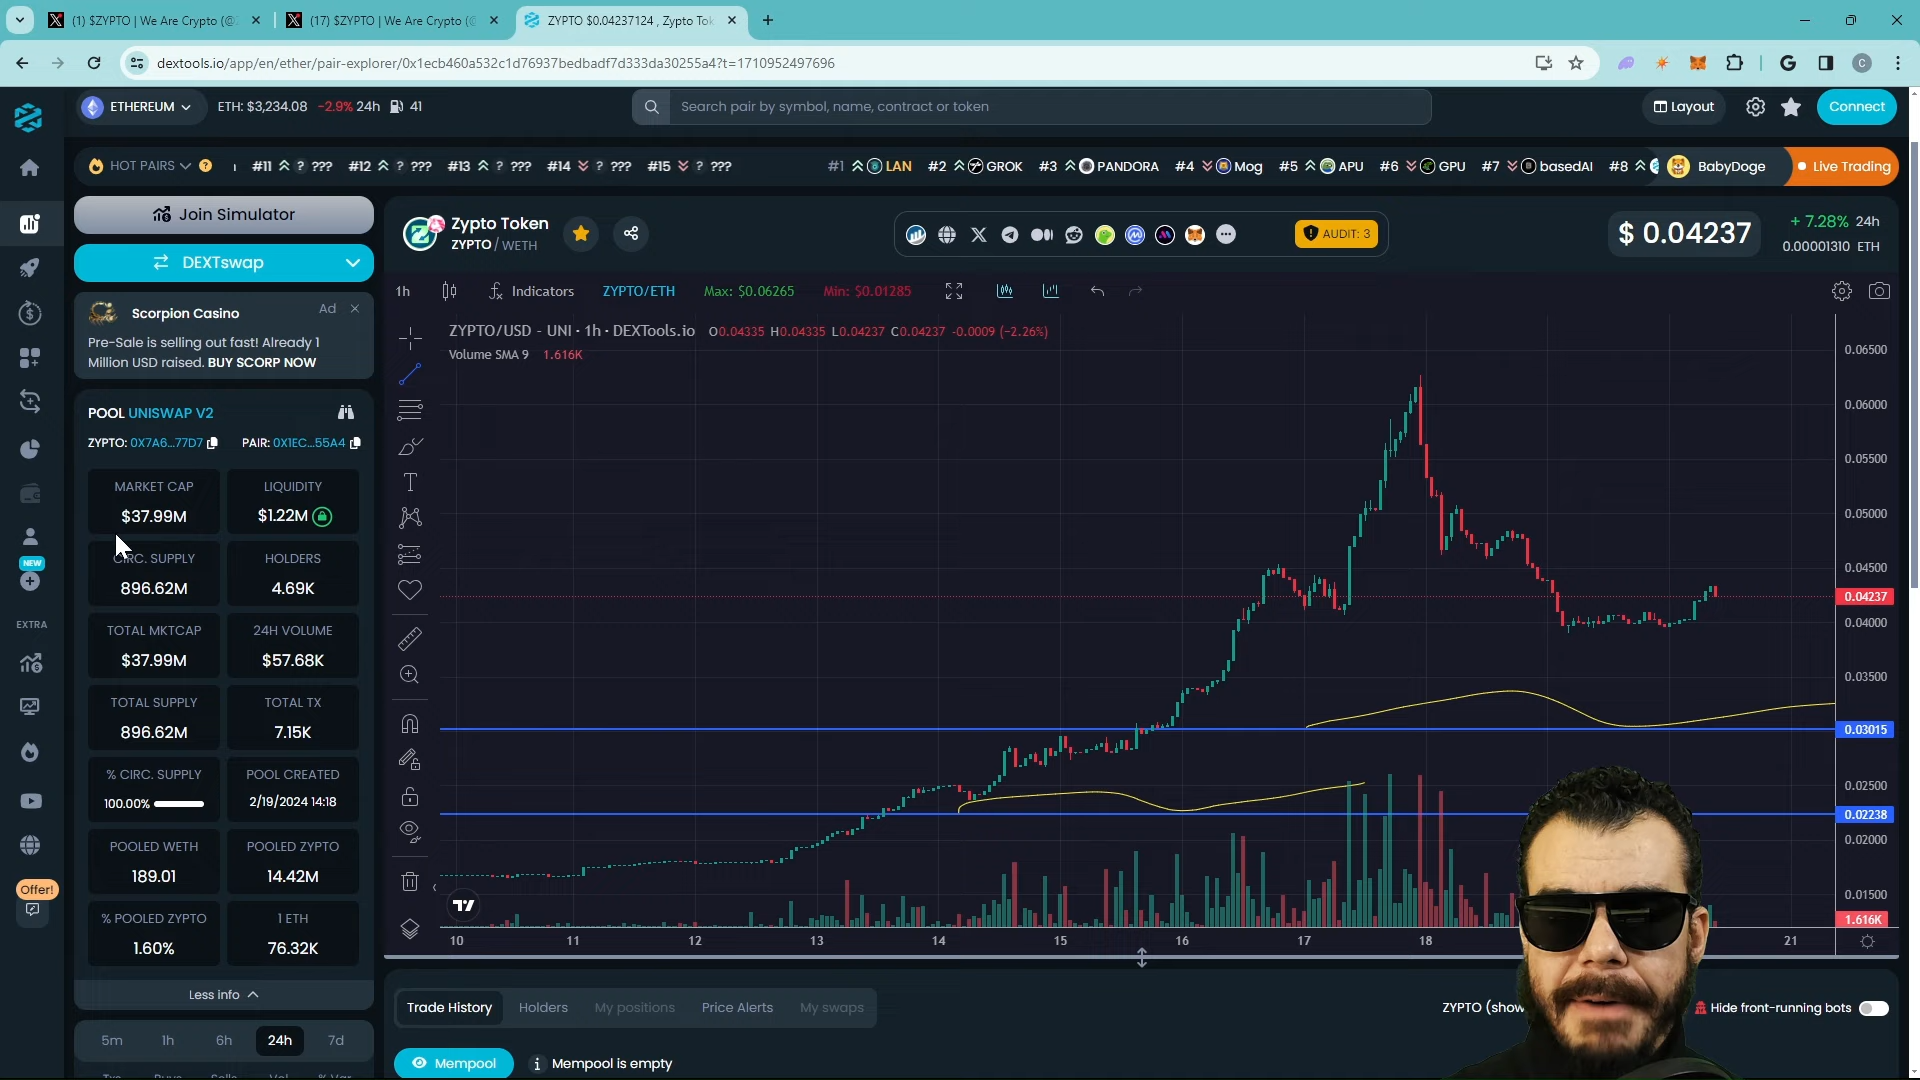 (1) $ZYPTO | We Are Crypto (@
(17) $ZYPTO | We Are Crypto (@
ZYPTO $0.04237124 , Zypto Tok
dextools.io/app/en/ether/pair-explorer/0x1ecb460a532c1d76937bedbadf7d333da30255a4?t=1710952497696
C
ETHEREUM
ETH: $3,234.08 -2.9% 24h 41
Search pair by symbol, name, contract or token
Layout
Connect
HOT PAIRS ?
#11 ? ??? #12 ? ??? #13 ? ??? #14 ? ??? #15 ? ???
#1 LAN #2 GROK #3 PANDORA #4 Mog #5 APU #6 GPU #7 basedAI #8
BabyDoge
Live Trading
Join Simulator
DEXTswap
Scorpion Casino
Ad
Pre-Sale is selling out fast! Already 1
Million USD raised. BUY SCORP NOW
Zypto Token
ZYPTO / WETH
AUDIT: 3
$ 0.04237
+ 7.28% 24h
0.00001310 ETH
1h
Indicators
ZYPTO/ETH
Max: $0.06265
Min: $0.01285
ZYPTO/USD - UNI · 1h · DEXTools.io O0.04335 H0.04335 L0.04237 C0.04237 -0.0009 (-2.26%)
Volume SMA 9 1.616K
POOL UNISWAP V2
ZYPTO: 0X7A6...77D7
PAIR: 0X1EC...55A4
MARKET CAP
$37.99M
LIQUIDITY
$1.22M
CIRC. SUPPLY
896.62M
HOLDERS
4.69K
TOTAL MKTCAP
$37.99M
24H VOLUME
$57.68K
TOTAL SUPPLY
896.62M
TOTAL TX
7.15K
% CIRC. SUPPLY
100.00%
POOL CREATED
2/19/2024 14:18
POOLED WETH
189.01
POOLED ZYPTO
14.42M
% POOLED ZYPTO
1.60%
1 ETH
76.32K
Less info
5m 1h 6h 24h 7d
NEW
EXTRA
Offer!
0.06500
0.06000
0.05500
0.05000
0.04500
0.04237
0.04000
0.03500
0.03015
0.02500
0.02238
0.02000
0.01500
1.616K
10 11 12 13 14 15 16 17 18 21
Trade History
Holders
My positions
Price Alerts
My swaps
ZYPTO (show
Hide front-running bots
Mempool
Mempool is empty